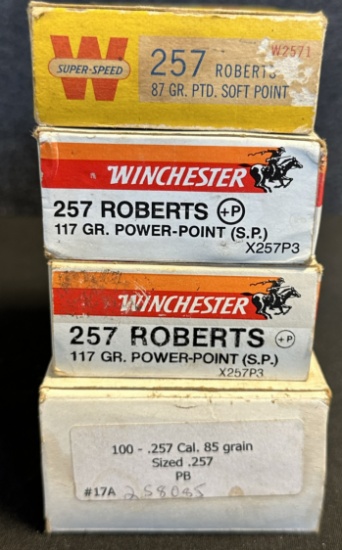 W
SUPER-SPEED
W2571
257 ROBERTS
87 GR. PTD. SOFT POINT
WINCHESTER
257 ROBERTS +P
117 GR. POWER-POINT (S.P.)
X257P3
WINCHESTER
257 ROBERTS +P
117 GR. POWER-POINT (S.P.)
X257P3
100 - .257 Cal. 85 grain
Sized .257
PB
#17A 258085